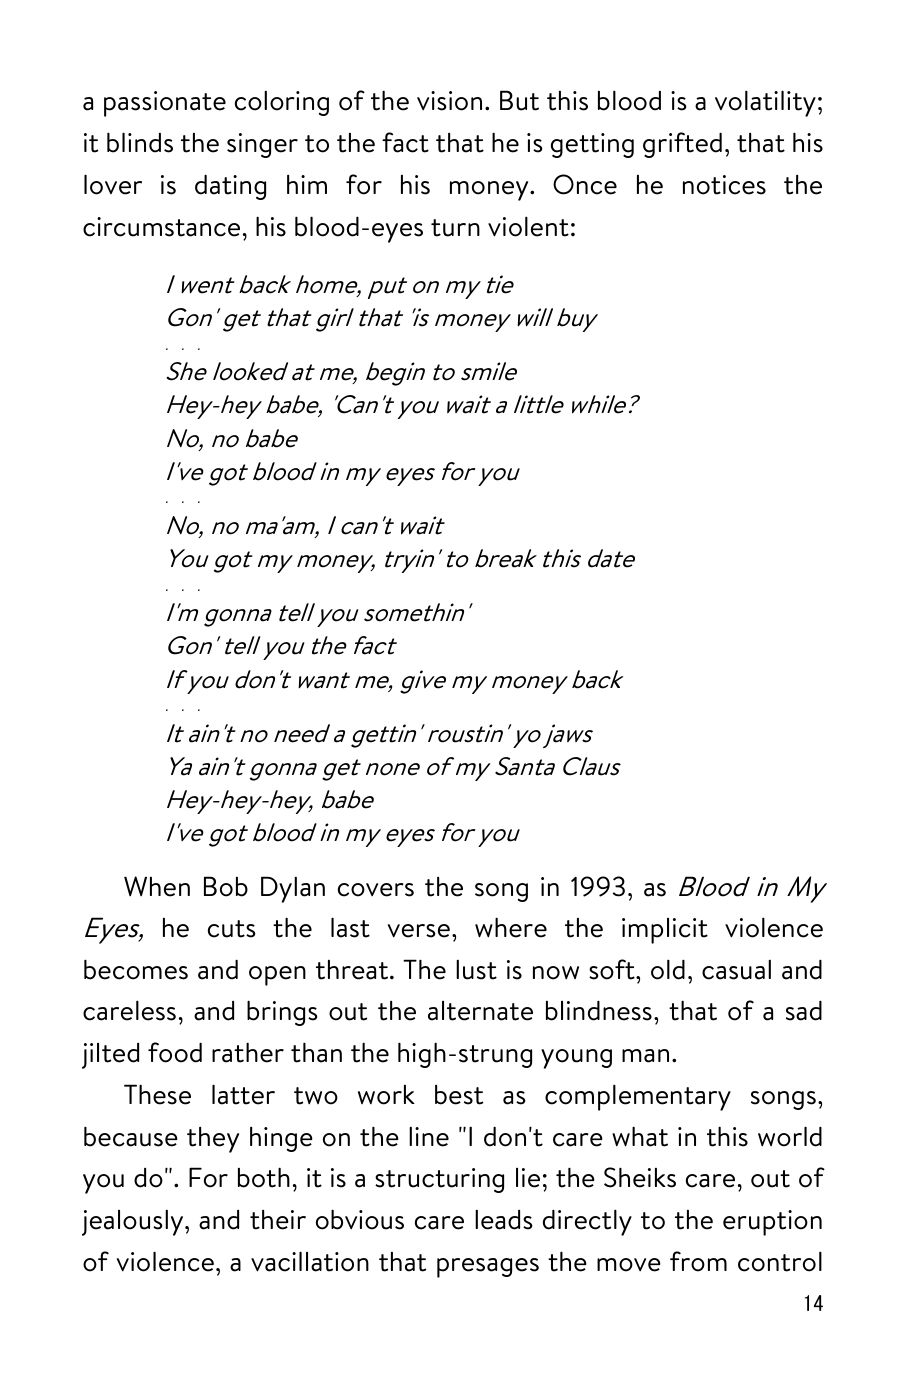 a passionate coloring of the vision. But this blood is a volatility;
it blinds the singer to the fact that he is getting grifted, that his
lover is dating him for his money. Once he notices the
circumstance, his blood-eyes turn violent:
I went back home, put on my tie
Gon' get that girl that 'is money will buy
. . .
She looked at me, begin to smile
Hey-hey babe, 'Can't you wait a little while?
No, no babe
I've got blood in my eyes for you
. . .
No, no ma'am, I can't wait
You got my money, tryin' to break this date
. . .
I'm gonna tell you somethin'
Gon' tell you the fact
If you don't want me, give my money back
. . .
It ain't no need a gettin' roustin' yo jaws
Ya ain't gonna get none of my Santa Claus
Hey-hey-hey, babe
I've got blood in my eyes for you
When Bob Dylan covers the song in 1993, as Blood in My
Eyes, he cuts the last verse, where the implicit violence
becomes and open threat. The lust is now soft, old, casual and
careless, and brings out the alternate blindness, that of a sad
jilted food rather than the high-strung young man.
These latter two work best as complementary songs,
because they hinge on the line "I don't care what in this world
you do". For both, it is a structuring lie; the Sheiks care, out of
jealously, and their obvious care leads directly to the eruption
of violence, a vacillation that presages the move from control
14